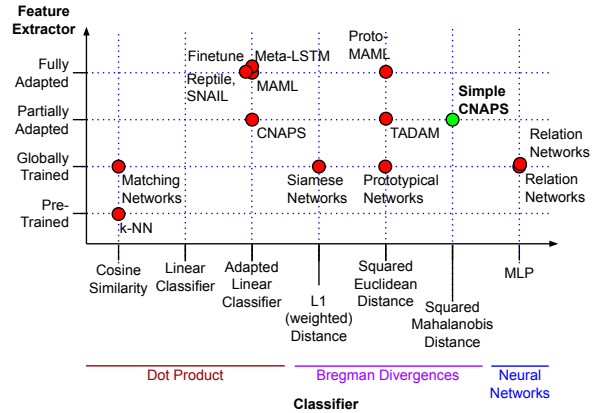 Feature
Extractor
Fully
Adapted
Partially
Adapted
Globally
Trained
Pre-
Trained
Finetune
Meta-LSTM
Reptile,
SNAIL
MAML
Proto-
MAML
Simple
CNAPS
CNAPS
TADAM
Relation
Networks
Matching
Networks
Siamese
Networks
Prototypical
Networks
Relation
Networks
k-NN
Cosine
Similarity
Linear
Classifier
Adapted
Linear
Classifier
L1
(weighted)
Distance
Squared
Euclidean
Distance
Squared
Mahalanobis
Distance
MLP
Dot Product
Bregman Divergences
Neural
Networks
Classifier